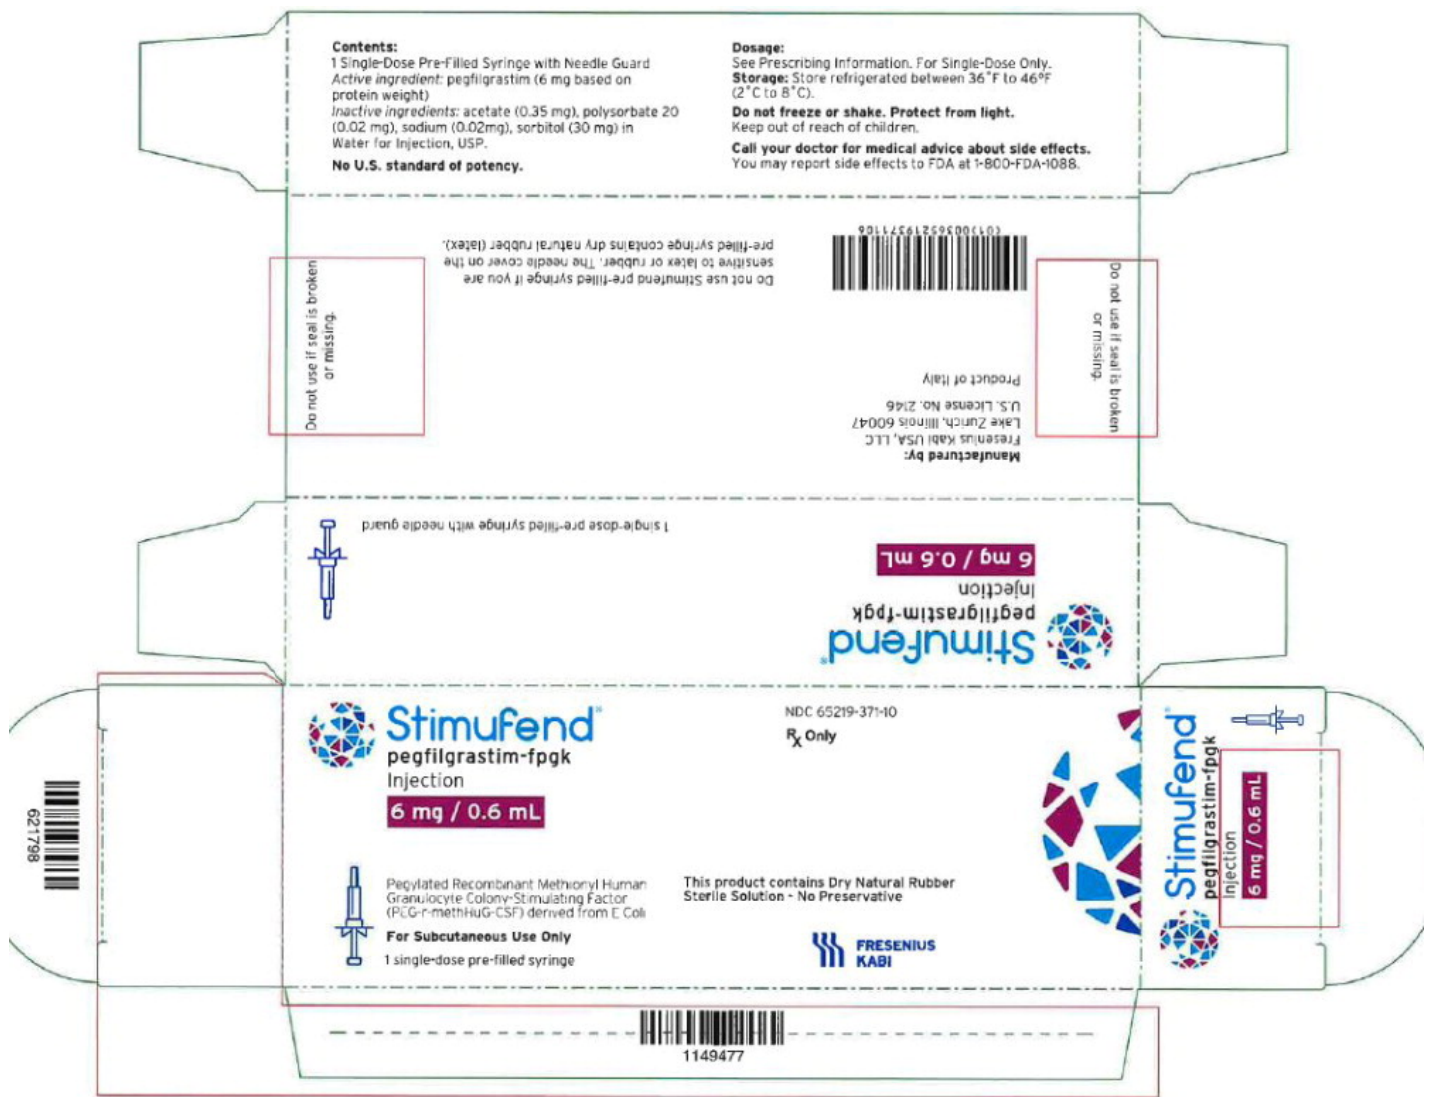 Contents:
1 Single-Dose Pre-Filled Syringe with Needle Guard
Active ingredient: pegfilgrastim (6 mg based on
protein weight)
Inactive ingredients: acetate (0.35 mg), polysorbate 20
(0.02 mg), sodium (0.02mg), sorbitol (30 mg) in
Water for Injection, USP.
No U.S. standard of potency.
Dosage:
See Prescribing Information. For Single-Dose Only.
Storage: Store refrigerated between 36˚F to 46ºF
(2˚C to 8˚C).
Do not freeze or shake. Protect from light.
Keep out of reach of children.
Call your doctor for medical advice about side effects.
You may report side effects to FDA at 1-800-FDA-1088.
Do not use if seal is broken
or missing.
Do not use Stimufend pre-filled syringe if you are
sensitive to latex or rubber. The needle cover on the
pre-filled syringe contains dry natural rubber (latex).
(01)00365219371106
Manufactured by:
Fresenius Kabi USA, LLC
Lake Zurich, Illinois 60047
U.S. License No. 2146
Product of Italy
Do not use if seal is broken
or missing.
1 single-dose pre-filled syringe with needle guard
Stimufend®
pegfilgrastim-fpgk
Injection
6 mg / 0.6 mL
Stimufend®
pegfilgrastim-fpgk
Injection
6 mg / 0.6 mL
NDC 65219-371-10
Rx Only
Pegylated Recombinant Methionyl Human
Granulocyte Colony-Stimulating Factor
(PEG-r-metHuG-CSF) derived from E Coli
For Subcutaneous Use Only
1 single-dose pre-filled syringe
This product contains Dry Natural Rubber
Sterile Solution - No Preservative
FRESENIUS
KABI
Stimufend®
pegfilgrastim-fpgk
Injection
6 mg / 0.6 mL
621798
1149477